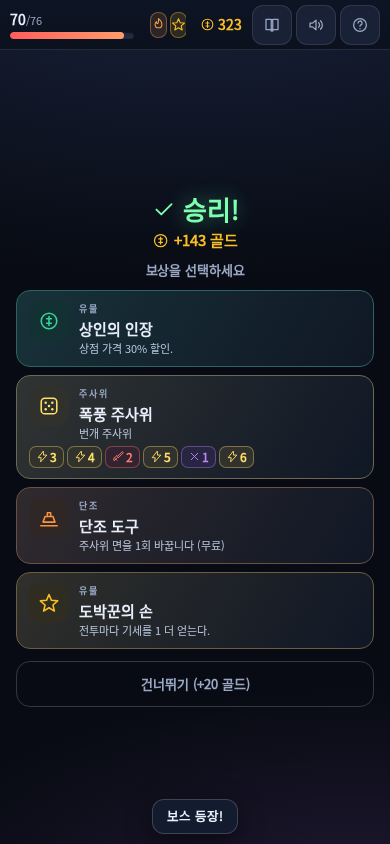 70/76
323
승리!
+143 골드
보상을 선택하세요
유물
상인의 인장
상점 가격 30% 할인.
주사위
폭풍 주사위
번개 주사위
3 4 2 5 1 6
단조
단조 도구
주사위 면을 1회 바꿉니다 (무료)
유물
도박꾼의 손
전투마다 기세를 1 더 얻는다.
건너뛰기 (+20 골드)
보스 등장!